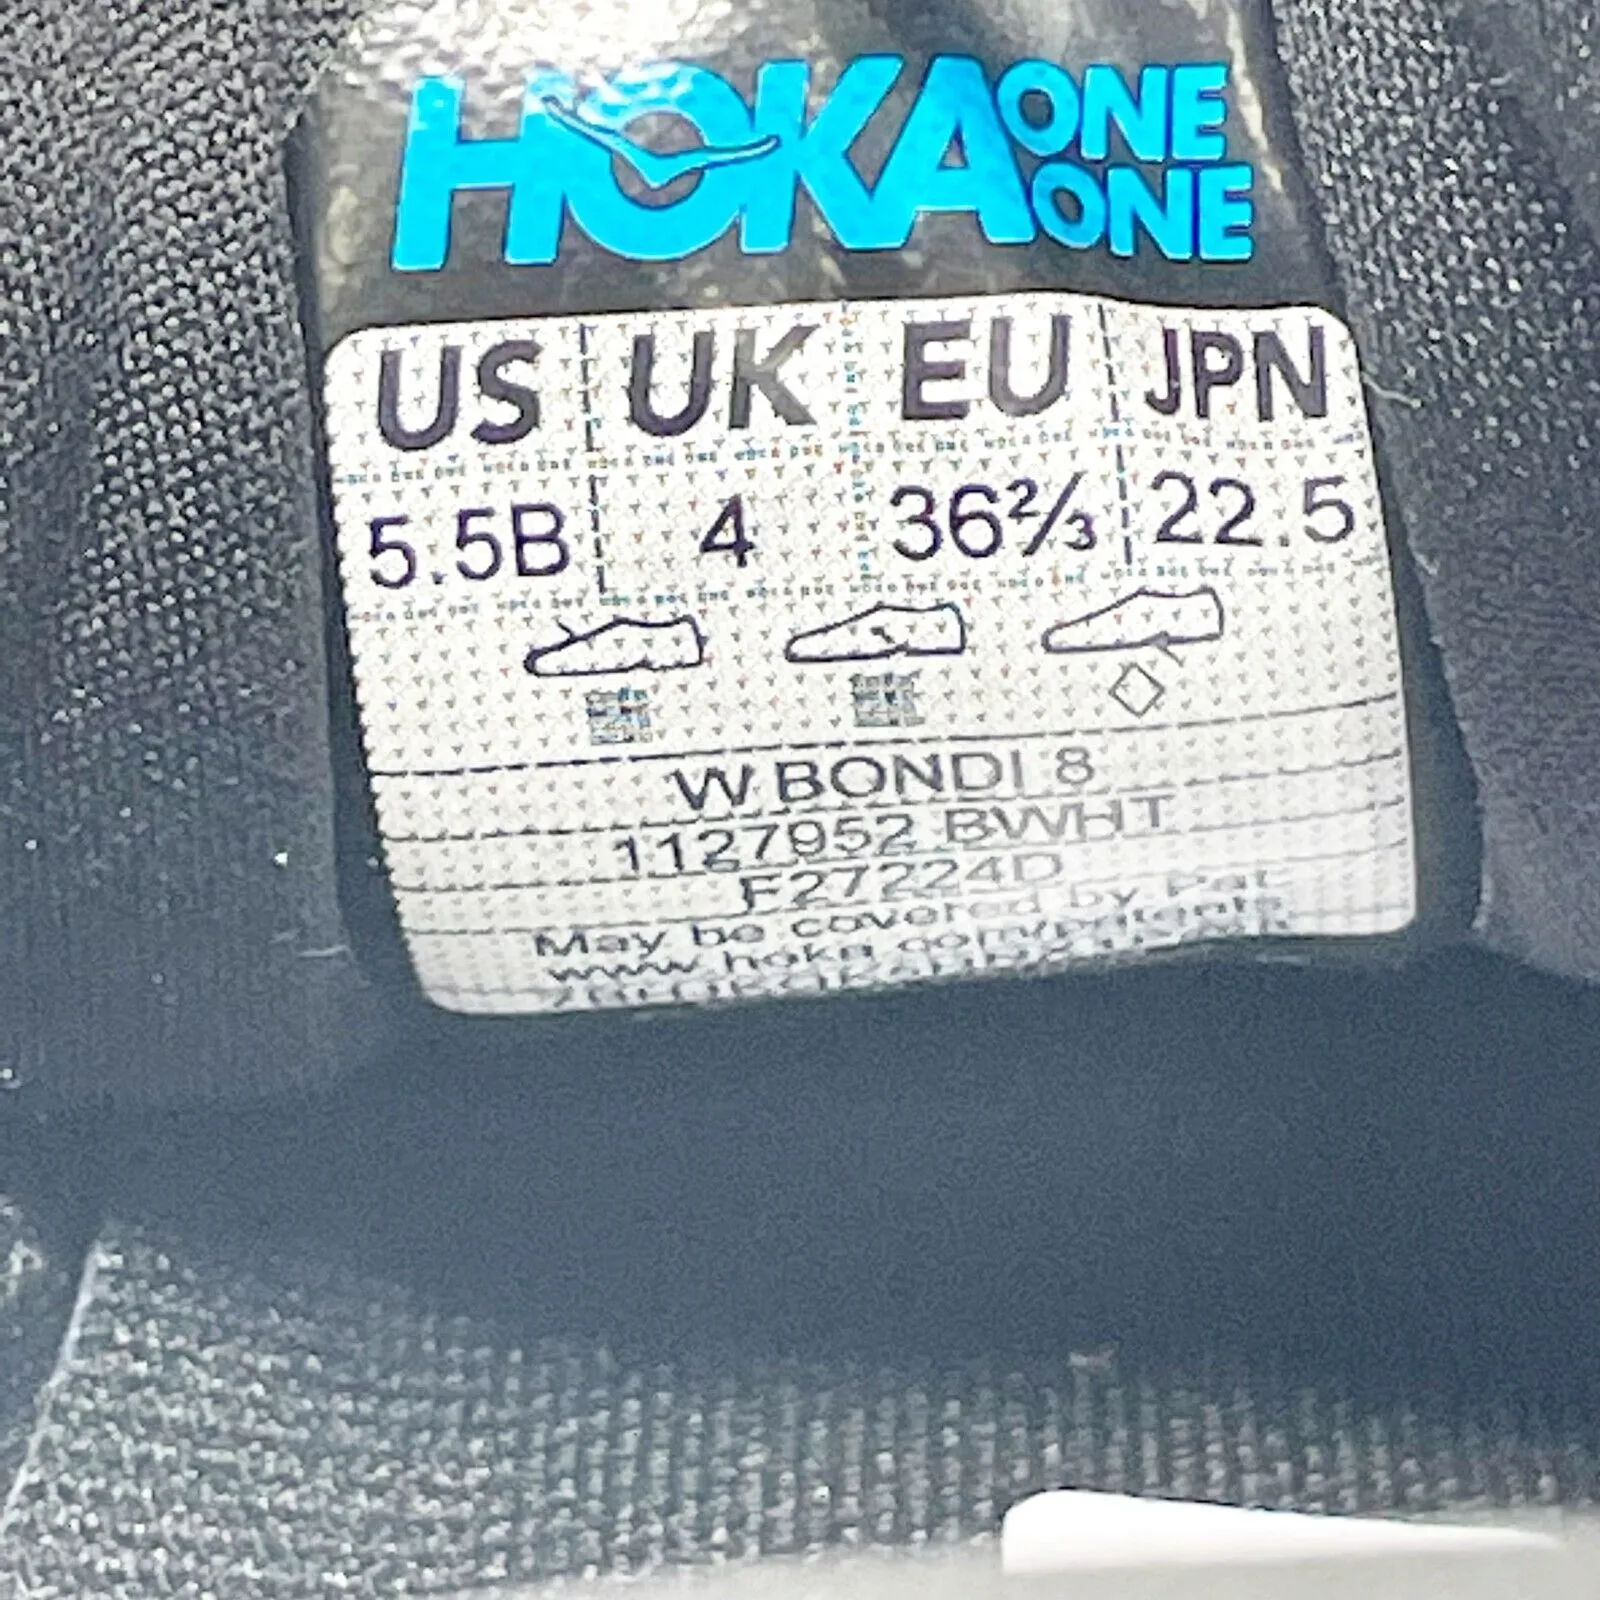 HOKA ONE ONE
US UK EU JPN
5.5B 4 36⅔ 22.5
W BONDI 8
1127952 BWHT
F27224D
May be covered by Pat
www.hoka.com/patents